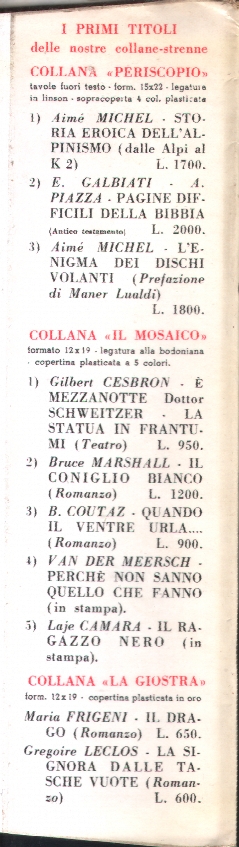 I PRIMI TITOLI
delle nostre collane-strenne
COLLANA «PERISCOPIO»
tavole fuori testo - form. 15x22 - legatura
in linson - sopracoperta 4 col. plasticata
1) Aimé MICHEL - STO-
RIA EROICA DELL'AL-
PINISMO (dalle Alpi al
K 2) L. 1700.
2) E. GALBIATI - A.
PIAZZA - PAGINE DIF-
FICILI DELLA BIBBIA
(Antico testamento) L. 2000.
3) Aimé MICHEL - L'E-
NIGMA DEI DISCHI
VOLANTI (Prefazione
di Maner Lualdi)
L. 1800.
COLLANA «IL MOSAICO»
formato 12x19 - legatura alla bodoniana
- copertina plasticata a 5 colori.
1) Gilbert CESBRON - È
MEZZANOTTE Dottor
SCHWEITZER - LA
STATUA IN FRANTU-
MI (Teatro) L. 950.
2) Bruce MARSHALL - IL
CONIGLIO BIANCO
(Romanzo) L. 1200.
3) B. COUTAZ - QUANDO
IL VENTRE URLA....
(Romanzo) L. 900.
4) VAN DER MEERSCH -
PERCHÈ NON SANNO
QUELLO CHE FANNO
(in stampa).
5) Laje CAMARA - IL RA-
GAZZO NERO (in
stampa).
COLLANA «LA GIOSTRA»
form. 12x19 - copertina plasticata in oro
Maria FRIGENI - IL DRA-
GO (Romanzo) L. 650.
Gregoire LECLOS - LA SI-
GNORA DALLE TA-
SCHE VUOTE (Roman-
zo) L. 600.